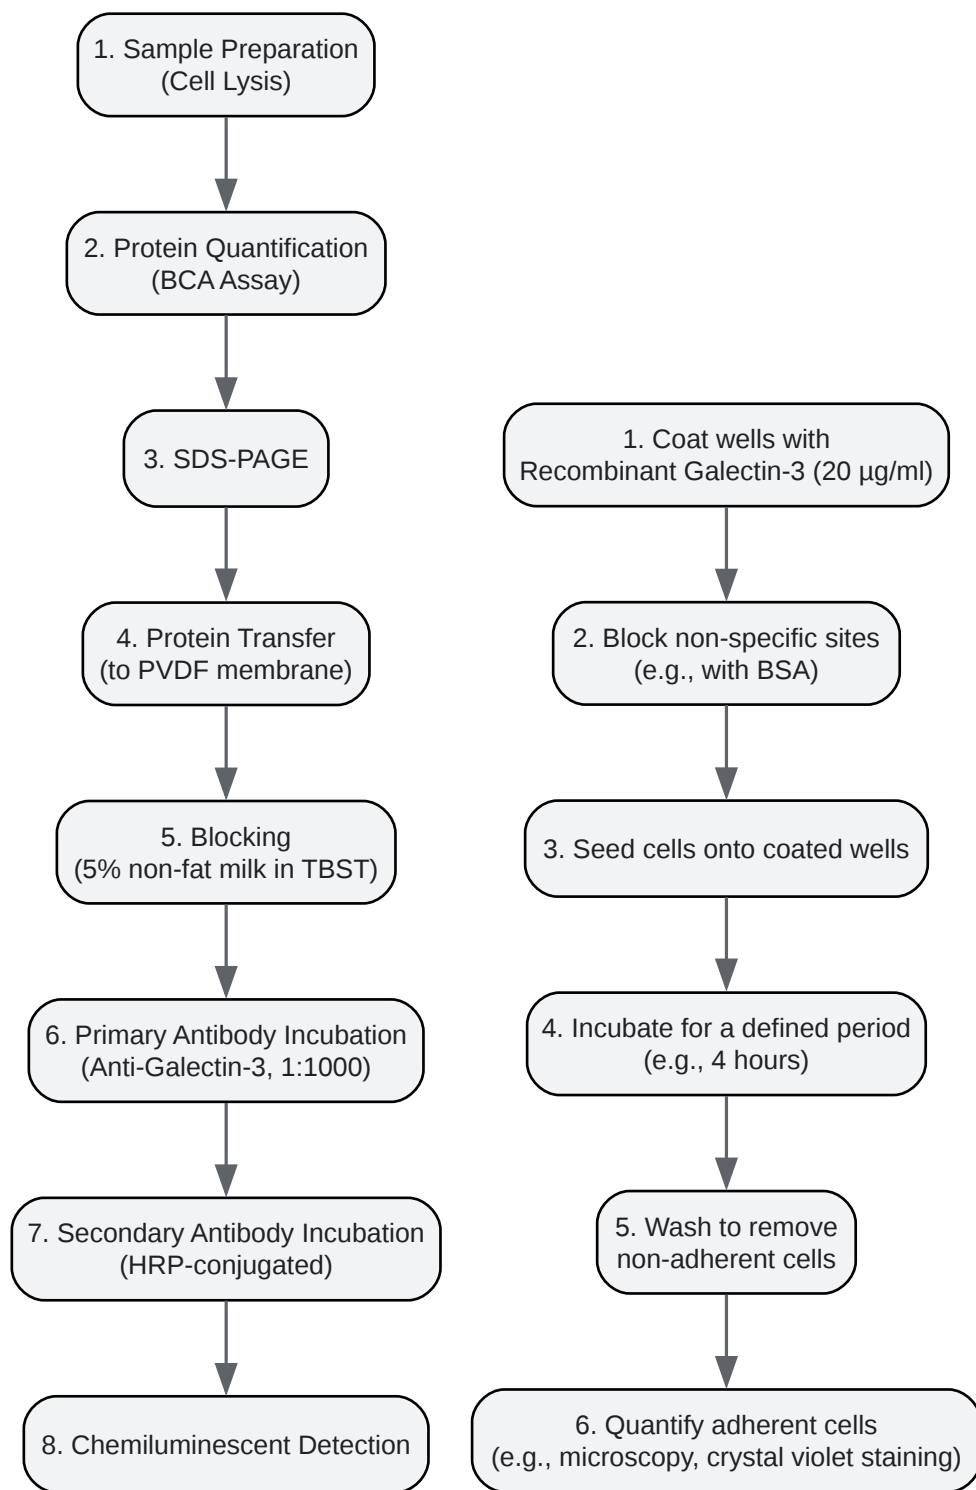 1. Sample Preparation
(Cell Lysis)
2. Protein Quantification
(BCA Assay)
3. SDS-PAGE
4. Protein Transfer
(to PVDF membrane)
5. Blocking
(5% non-fat milk in TBST)
6. Primary Antibody Incubation
(Anti-Galectin-3, 1:1000)
7. Secondary Antibody Incubation
(HRP-conjugated)
8. Chemiluminescent Detection
1. Coat wells with
Recombinant Galectin-3 (20 µg/ml)
2. Block non-specific sites
(e.g., with BSA)
3. Seed cells onto coated wells
4. Incubate for a defined period
(e.g., 4 hours)
5. Wash to remove
non-adherent cells
6. Quantify adherent cells
(e.g., microscopy, crystal violet staining)